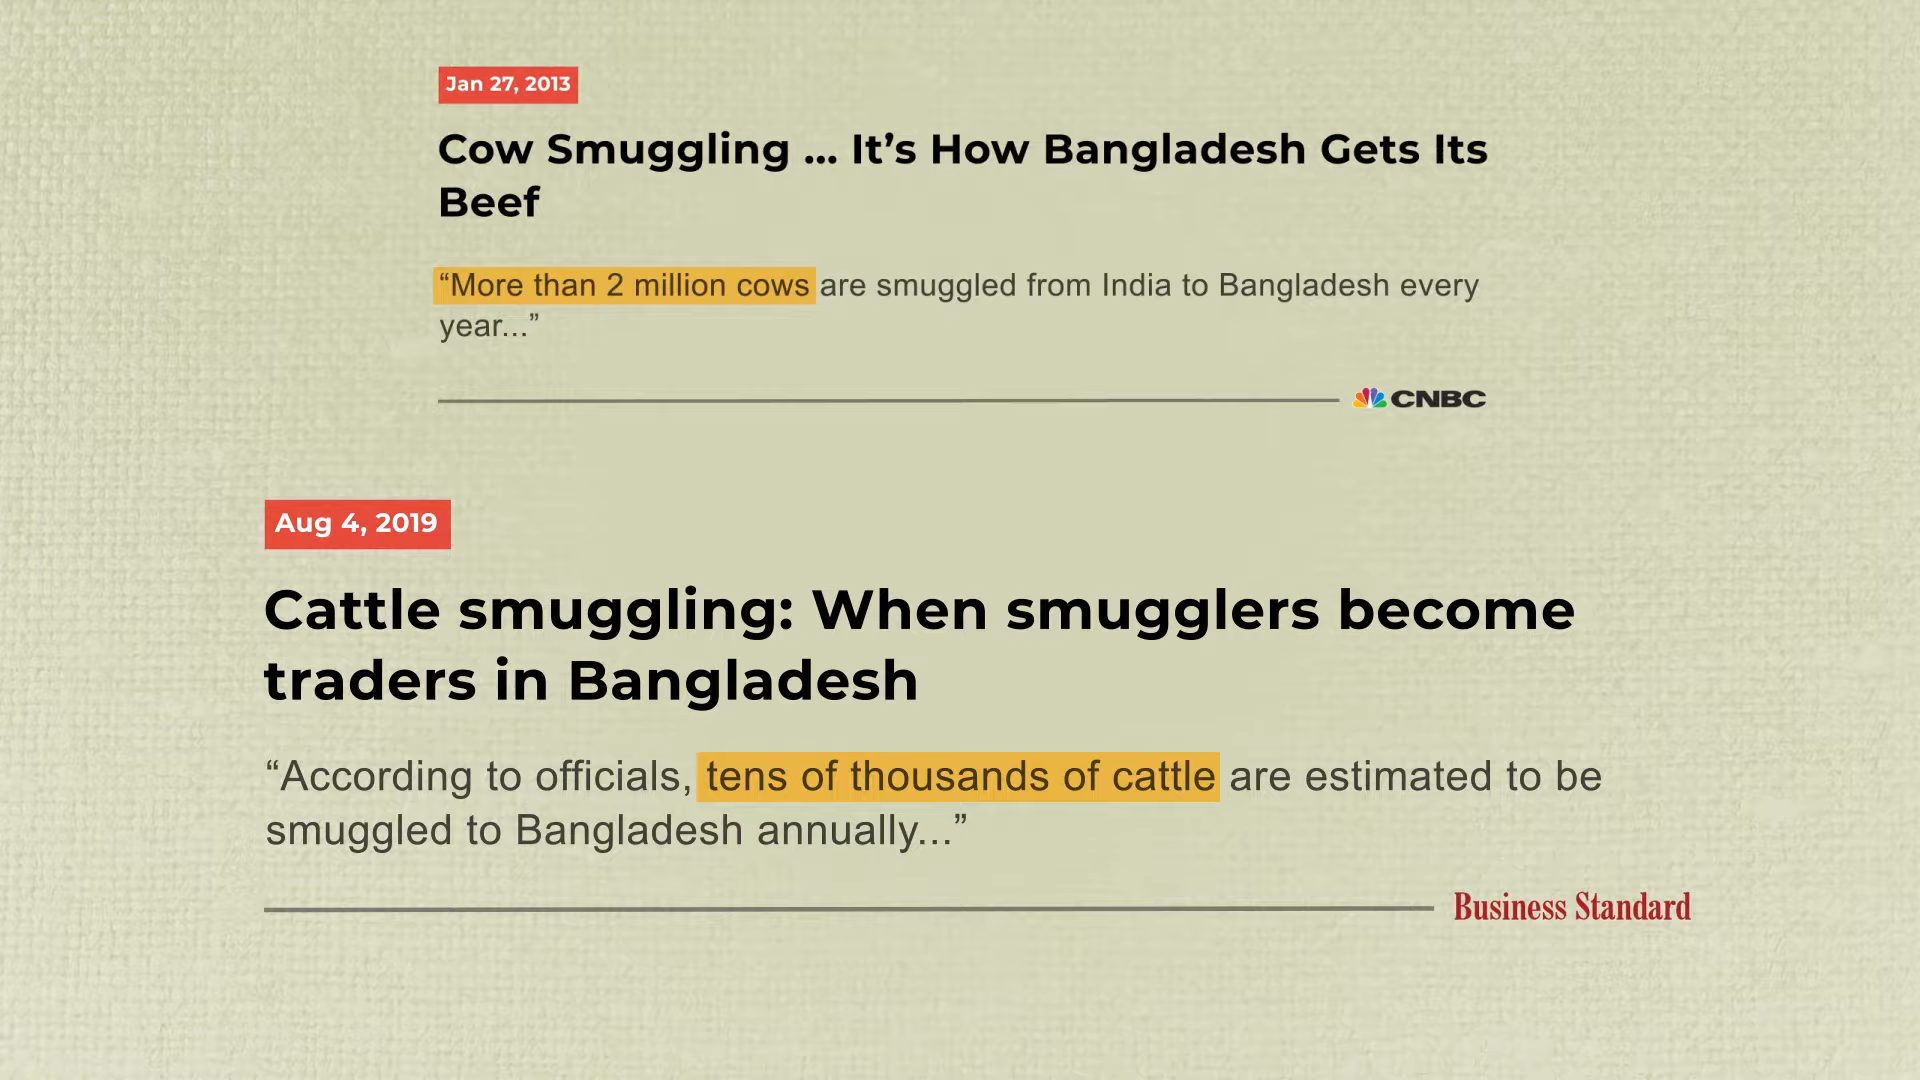 Jan 27, 2013
Cow Smuggling ... It’s How Bangladesh Gets Its
Beef
“More than 2 million cows are smuggled from India to Bangladesh every
year...”
CNBC
Aug 4, 2019
Cattle smuggling: When smugglers become
traders in Bangladesh
“According to officials, tens of thousands of cattle are estimated to be
smuggled to Bangladesh annually...”
Business Standard